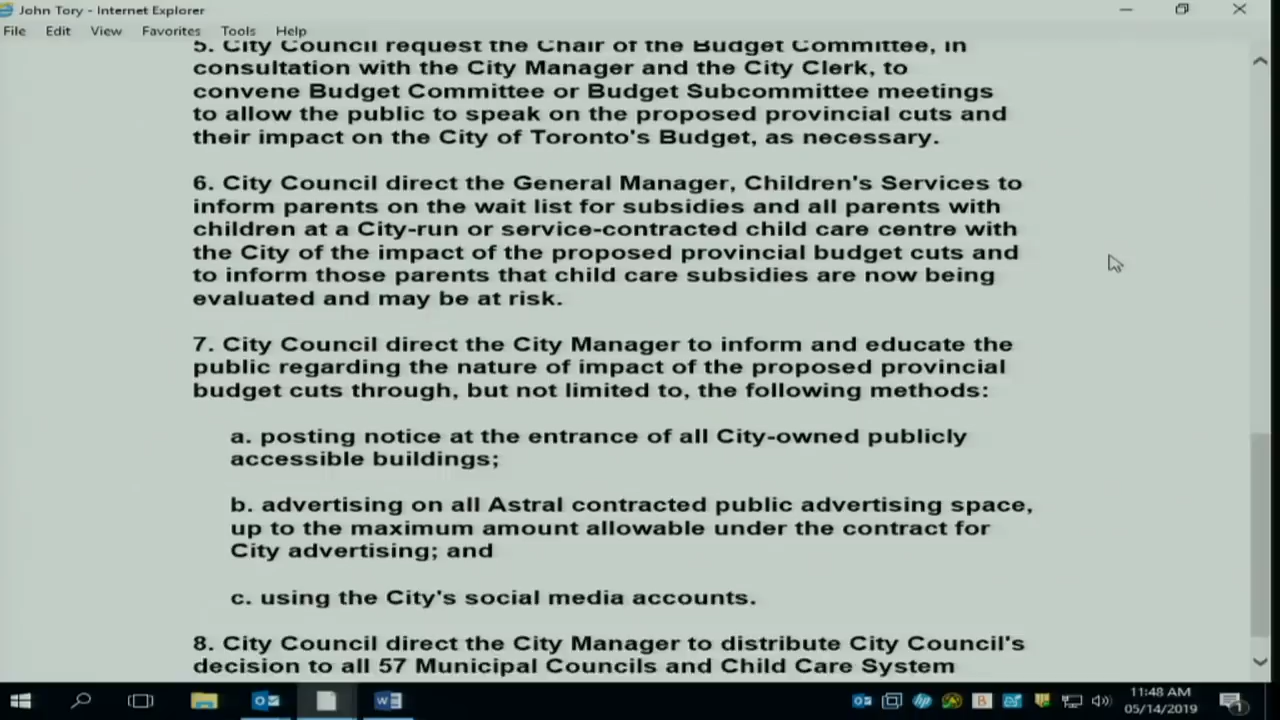 John Tory - Internet Explorer
File Edit View Favorites Tools Help
5. City Council request the Chair of the Budget Committee, in
consultation with the City Manager and the City Clerk, to
convene Budget Committee or Budget Subcommittee meetings
to allow the public to speak on the proposed provincial cuts and
their impact on the City of Toronto's Budget, as necessary.
6. City Council direct the General Manager, Children's Services to
inform parents on the wait list for subsidies and all parents with
children at a City-run or service-contracted child care centre with
the City of the impact of the proposed provincial budget cuts and
to inform those parents that child care subsidies are now being
evaluated and may be at risk.
7. City Council direct the City Manager to inform and educate the
public regarding the nature of impact of the proposed provincial
budget cuts through, but not limited to, the following methods:
a. posting notice at the entrance of all City-owned publicly
accessible buildings;
b. advertising on all Astral contracted public advertising space,
up to the maximum amount allowable under the contract for
City advertising; and
c. using the City's social media accounts.
8. City Council direct the City Manager to distribute City Council's
decision to all 57 Municipal Councils and Child Care System
11:48 AM
05/14/2019